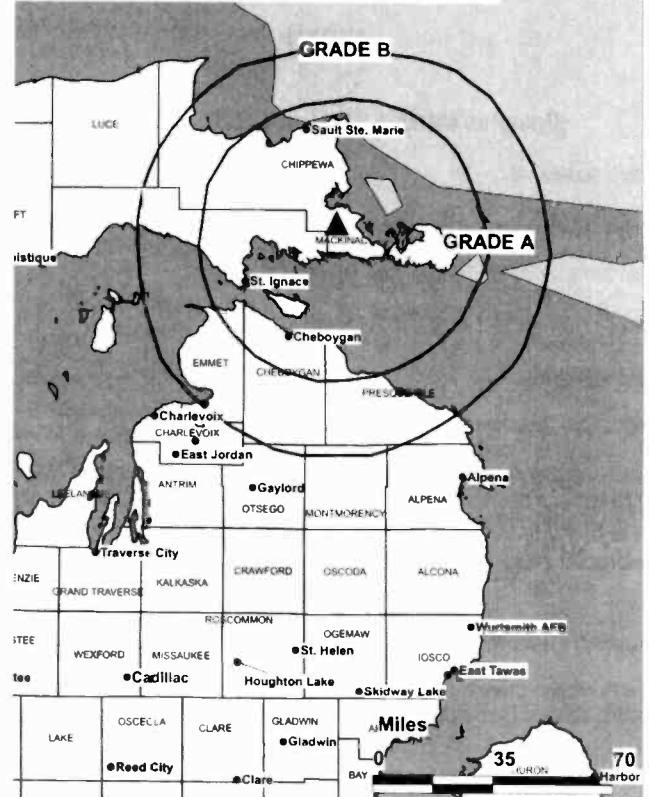 GRADE B
LUCE
Sault Ste. Marie
CHIPPEWA
FT
MACKINAC
GRADE A
istique
St. Ignace
Cheboygan
EMMET
CHEBOYGAN
Charlevoix
CHARLEVOIX
East Jordan
ANTRIM
Gaylord
Alpena
OTSEGO
MONTMORENCY
ALPENA
Traverse City
ENZIE
GRAND TRAVERSE
KALKASKA
CRAWFORD
OSCODA
ALCONA
ROSCOMMON
STEE
WEXFORD
MISSAUKEE
OGEMAW
Wurtsmith AFB
St. Helen
IOSCO
East Tawas
tee
Cadillac
Houghton Lake
Skidway Lake
LAKE
OSCEOLA
CLARE
GLADWIN
Gladwin
Miles
Reed City
Clare
BAY
0 35 70
HURON
Harbor